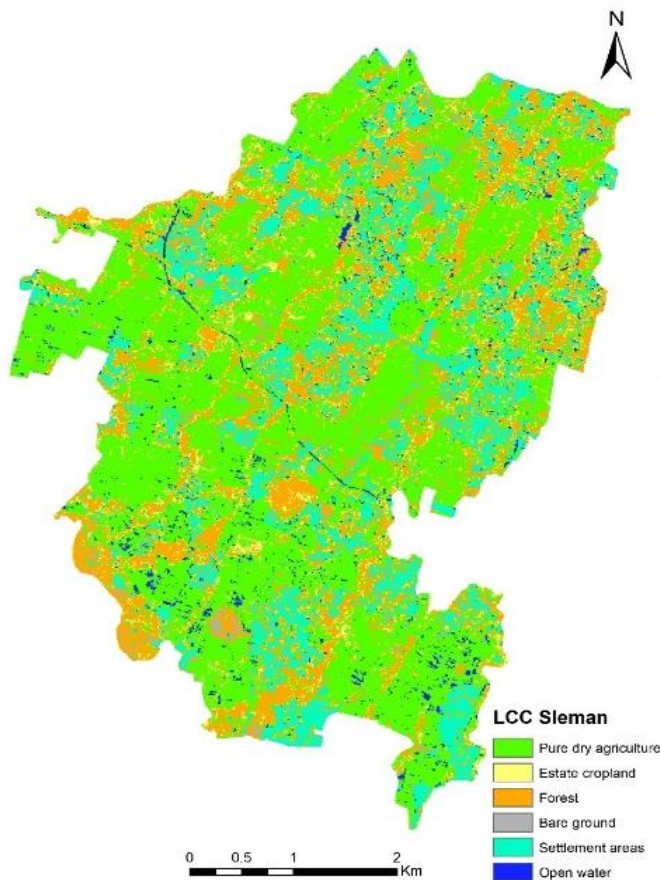 N
LCC Sleman
Pure dry agriculture
Estate cropland
Forest
Bare ground
Settlement areas
Open water
0 0.5 1 2
Km